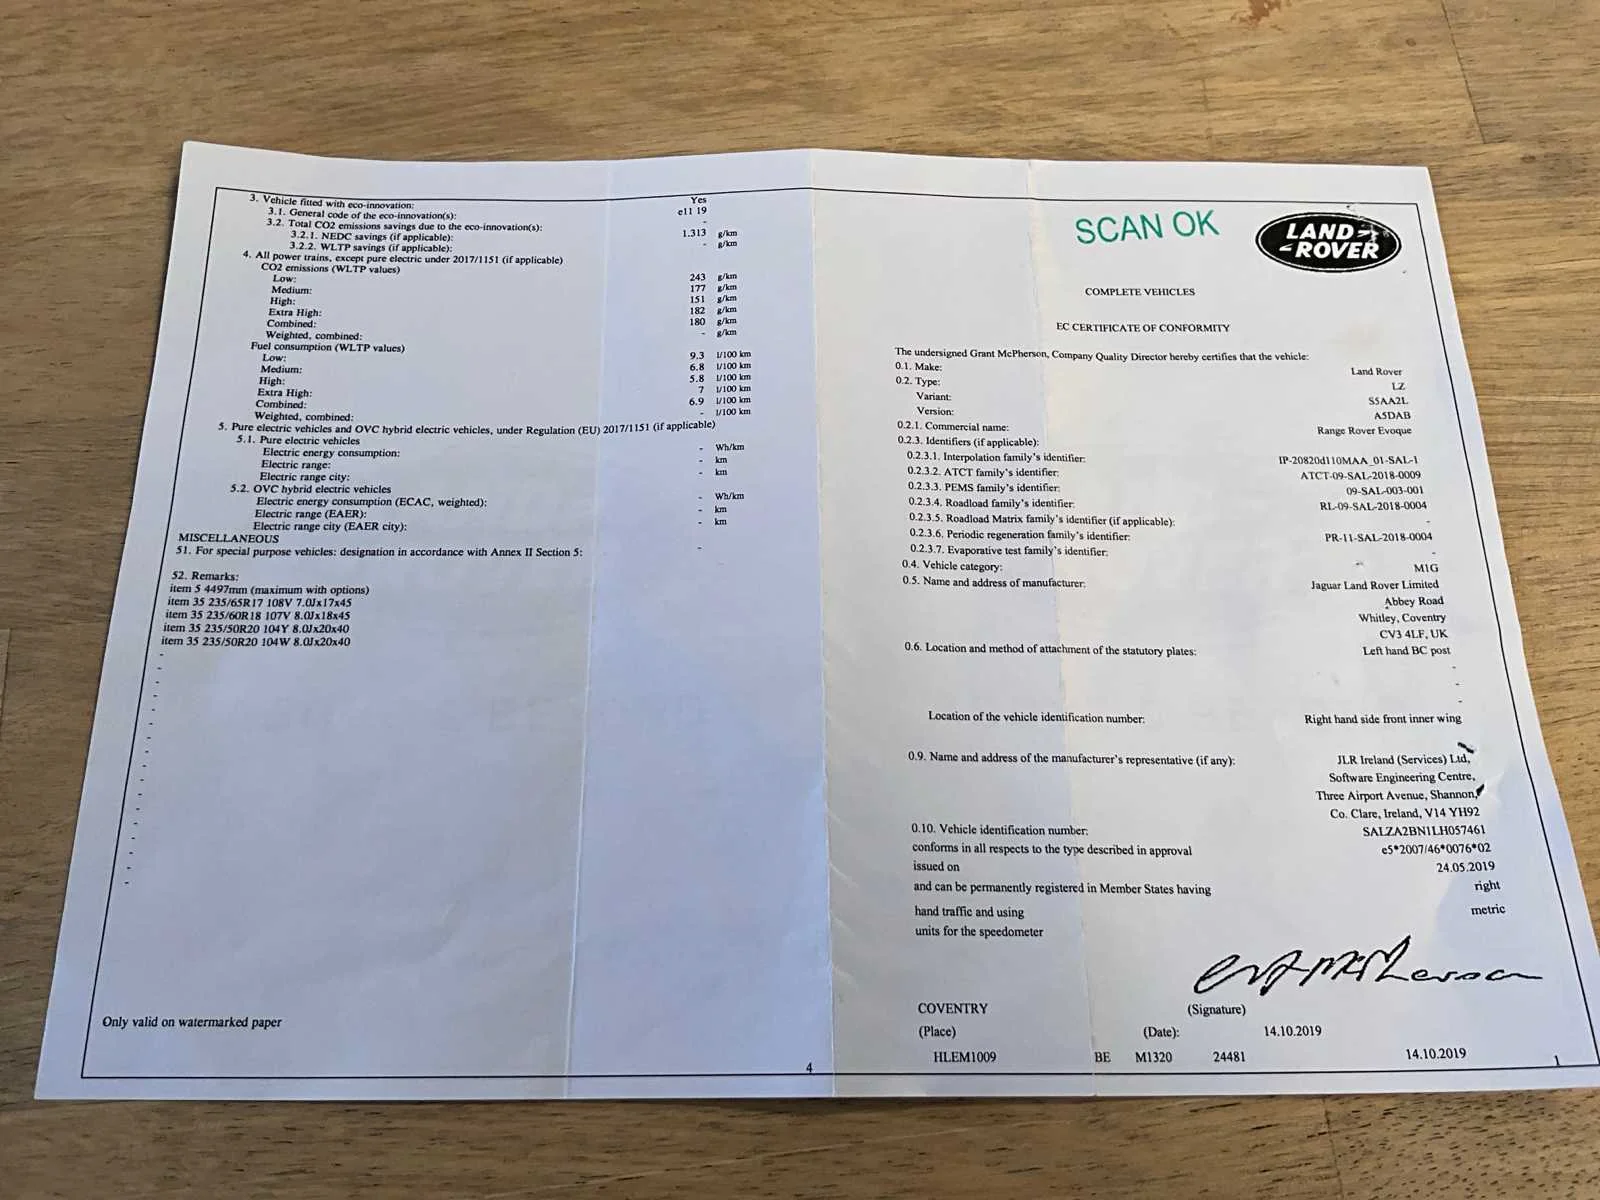 3. Vehicle fitted with eco-innovation: Yes
3.1. General code of the eco-innovation(s): e11 19
3.2. Total CO2 emissions savings due to the eco-innovation(s): -
3.2.1. NEDC savings (if applicable): 1.313 g/km
3.2.2. WLTP savings (if applicable): - g/km
4. All power trains, except pure electric under 2017/1151 (if applicable)
CO2 emissions (WLTP values)
Low: 243 g/km
Medium: 177 g/km
High: 151 g/km
Extra High: 182 g/km
Combined: 180 g/km
Weighted, combined: - g/km
Fuel consumption (WLTP values)
Low: 9.3 l/100 km
Medium: 6.8 l/100 km
High: 5.8 l/100 km
Extra High: 7 l/100 km
Combined: 6.9 l/100 km
Weighted, combined: - l/100 km
5. Pure electric vehicles and OVC hybrid electric vehicles, under Regulation (EU) 2017/1151 (if applicable)
5.1. Pure electric vehicles
Electric energy consumption: - Wh/km
Electric range: - km
Electric range city: - km
5.2. OVC hybrid electric vehicles
Electric energy consumption (ECAC, weighted): - Wh/km
Electric range (EAER): - km
Electric range city (EAER city): - km
MISCELLANEOUS
51. For special purpose vehicles: designation in accordance with Annex II Section 5: -
52. Remarks:
item 5 4497mm (maximum with options)
item 35 235/65R17 108V 7.0Jx17x45
item 35 235/60R18 107V 8.0Jx18x45
item 35 235/50R20 104Y 8.0Jx20x40
item 35 235/50R20 104W 8.0Jx20x40
Only valid on watermarked paper
4
SCAN OK
LAND ROVER
COMPLETE VEHICLES
EC CERTIFICATE OF CONFORMITY
The undersigned Grant McPherson, Company Quality Director hereby certifies that the vehicle:
0.1. Make: Land Rover
0.2. Type: LZ
Variant: S5AA2L
Version: A5DAB
0.2.1. Commercial name: Range Rover Evoque
0.2.3. Identifiers (if applicable):
0.2.3.1. Interpolation family's identifier: IP-20820d110MAA_01-SAL-1
0.2.3.2. ATCT family's identifier: ATCT-09-SAL-2018-0009
0.2.3.3. PEMS family's identifier: 09-SAL-003-001
0.2.3.4. Roadload family's identifier: RL-09-SAL-2018-0004
0.2.3.5. Roadload Matrix family's identifier (if applicable): -
0.2.3.6. Periodic regeneration family's identifier: PR-11-SAL-2018-0004
0.2.3.7. Evaporative test family's identifier: -
0.4. Vehicle category: M1G
0.5. Name and address of manufacturer: Jaguar Land Rover Limited
Abbey Road
Whitley, Coventry
CV3 4LF, UK
0.6. Location and method of attachment of the statutory plates: Left hand BC post
-
-
-
Location of the vehicle identification number: Right hand side front inner wing
0.9. Name and address of the manufacturer's representative (if any): JLR Ireland (Services) Ltd,
Software Engineering Centre,
Three Airport Avenue, Shannon,
Co. Clare, Ireland, V14 YH92
0.10. Vehicle identification number: SALZA2BN1LH057461
conforms in all respects to the type described in approval e5*2007/46*0076*02
issued on 24.05.2019
and can be permanently registered in Member States having right
hand traffic and using metric
units for the speedometer
COVENTRY (Signature)
(Place) (Date): 14.10.2019
HLEM1009 BE M1320 24481 14.10.2019
1